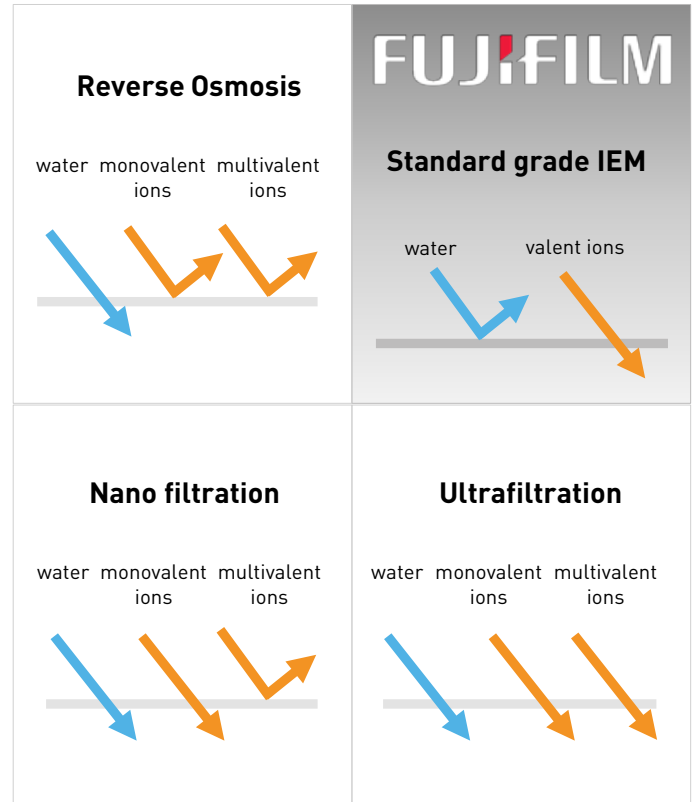 Reverse Osmosis
water monovalent ions multivalent ions
FUJIFILM
Standard grade IEM
water valent ions
Nano filtration
water monovalent ions multivalent ions
Ultrafiltration
water monovalent ions multivalent ions